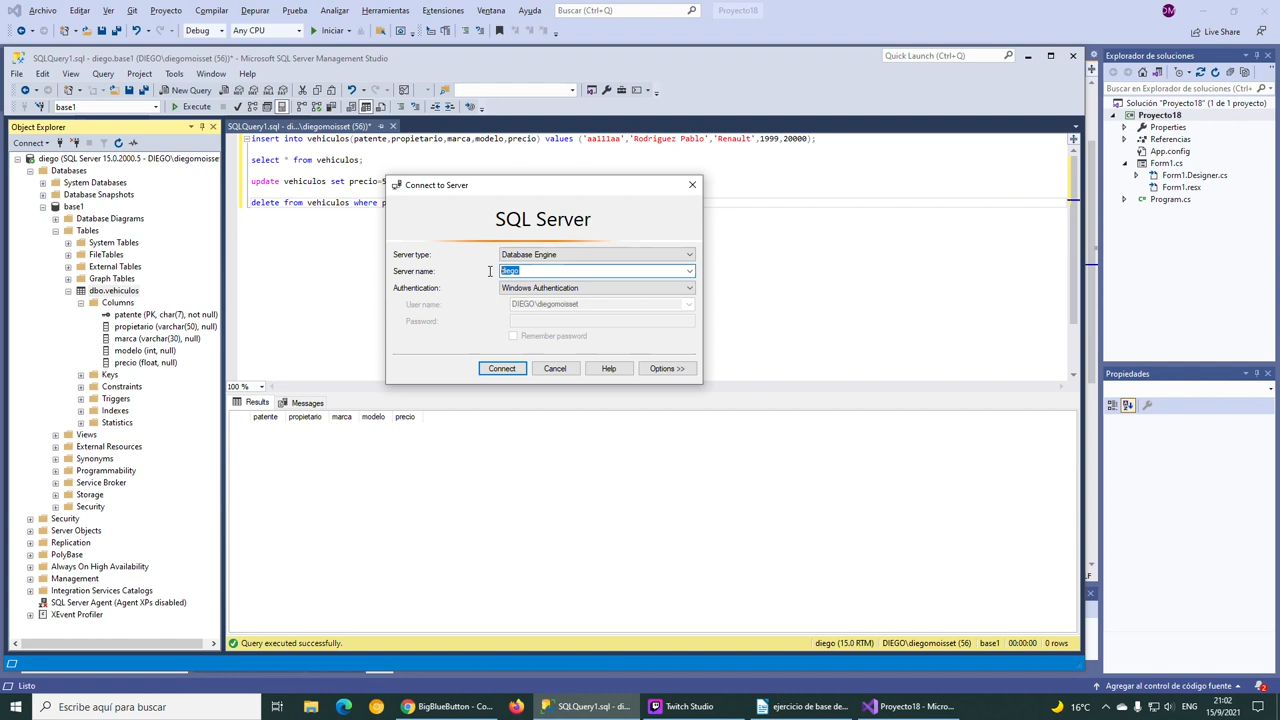 Archivo Editar Ver Git Proyecto Compilar Depurar Prueba Analizar Herramientas Extensiones Ventana Ayuda Buscar (Ctrl+Q) Proyecto18 DM
Debug Any CPU Iniciar Live Share
SQLQuery1.sql - diego.base1 (DIEGO\diegomoisset (56))* - Microsoft SQL Server Management Studio
Quick Launch (Ctrl+Q)
File Edit View Query Project Tools Window Help
New Query
base1 Execute
Object Explorer
Connect
diego (SQL Server 15.0.2000.5 - DIEGO\diegomoisset
Databases
System Databases
Database Snapshots
base1
Database Diagrams
Tables
System Tables
FileTables
External Tables
Graph Tables
dbo.vehiculos
Columns
patente (PK, char(7), not null)
propietario (varchar(50), null)
marca (varchar(30), null)
modelo (int, null)
precio (float, null)
Keys
Constraints
Triggers
Indexes
Statistics
Views
External Resources
Synonyms
Programmability
Service Broker
Storage
Security
Security
Server Objects
Replication
PolyBase
Always On High Availability
Management
Integration Services Catalogs
SQL Server Agent (Agent XPs disabled)
XEvent Profiler
SQLQuery1.sql - di...\diegomoisset (56))*
insert into vehiculos(patente,propietario,marca,modelo,precio) values ('aa111aa','Rodriguez Pablo','Renault',1999,20000);
select * from vehiculos;
update vehiculos set precio=5
delete from vehiculos where p
Connect to Server
SQL Server
Server type: Database Engine
Server name: diego
Authentication: Windows Authentication
User name: DIEGO\diegomoisset
Password:
Remember password
Connect Cancel Help Options >>
100 %
Results Messages
patente propietario marca modelo precio
Query executed successfully. diego (15.0 RTM) DIEGO\diegomoisset (56) base1 00:00:00 0 rows
Explorador de soluciones
Buscar en Explorador de soluciones (Ctrl+
Solución "Proyecto18" (1 de 1 proyecto)
Proyecto18
Properties
Referencias
App.config
Form1.cs
Form1.Designer.cs
Form1.resx
Program.cs
Propiedades
Listo Agregar al control de código fuente 2
Escribe aquí para buscar BigBlueButton - Co... SQLQuery1.sql - di... Twitch Studio ejercicio de base de... Proyecto18 - Micro... 16°C 21:02
15/9/2021 2